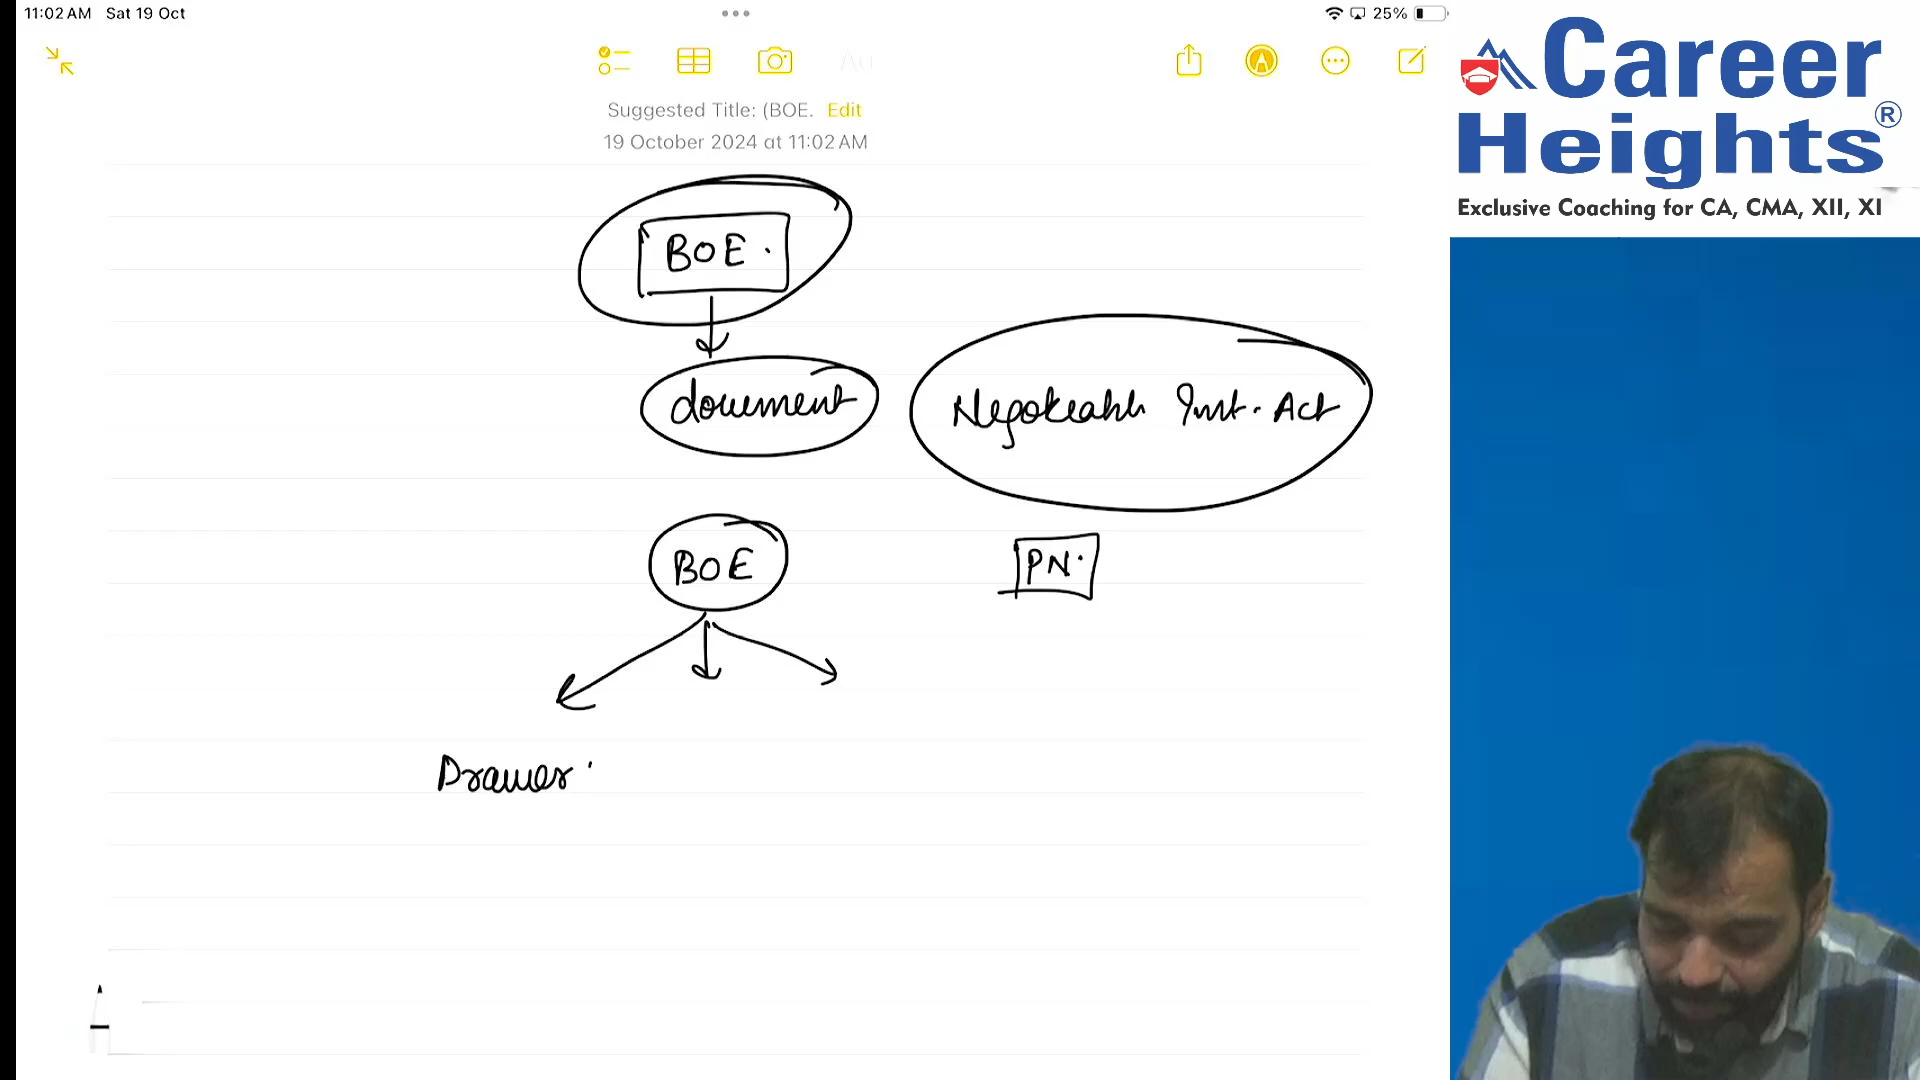 11:02 AM Sat 19 Oct
25%
Suggested Title: (BOE. Edit
19 October 2024 at 11:02 AM
BOE.
document
Negotiable Inst. Act
BOE
PN.
Drawer
Career
Heights®
Exclusive Coaching for CA, CMA, XII, XI